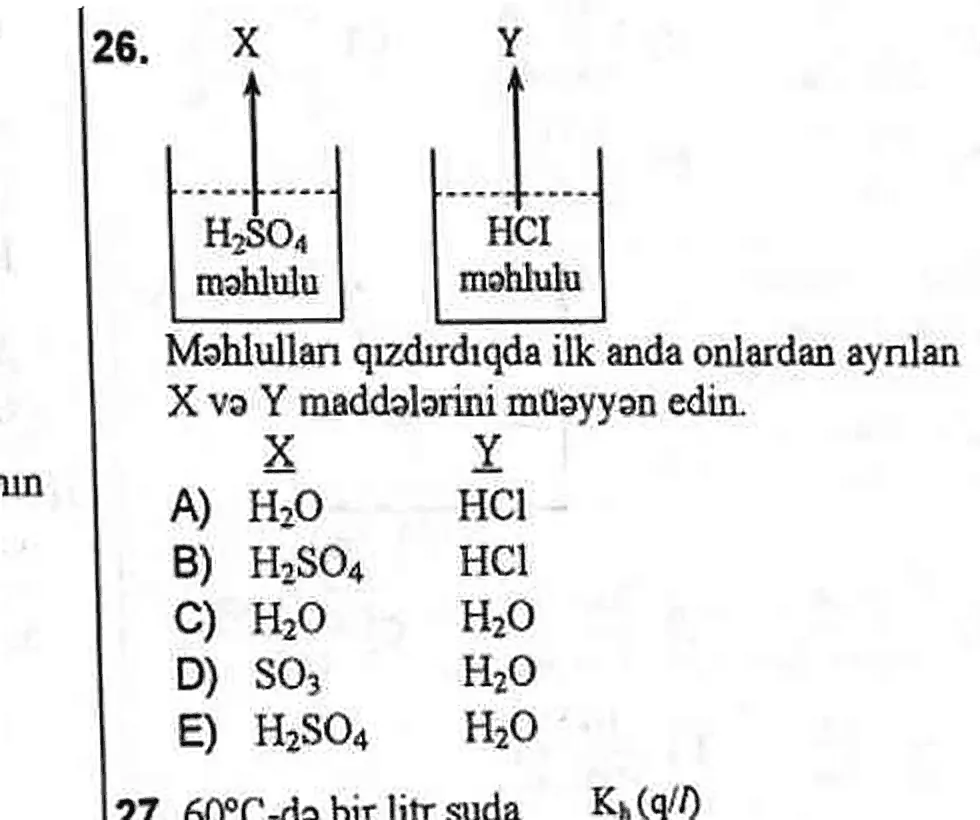 26.
X Y
H₂SO₄ HCl
məhlulu məhlulu
Məhlulları qızdırdıqda ilk anda onlardan ayrılan
X və Y maddələrini müəyyən edin.
X Y
A) H₂O HCl
B) H₂SO₄ HCl
C) H₂O H₂O
D) SO₃ H₂O
E) H₂SO₄ H₂O
27. 60°C-də bir litr suda Kₕ (q/l)